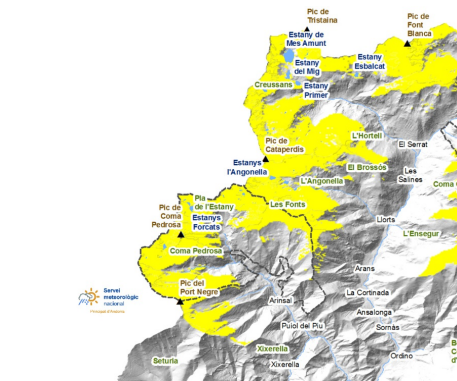 Pic de
Tristaina
Pic de
Font
Blanca
Estany de
Mes Amunt
Estany
del Mig
Estany
Esbalcat
Creussans
Estany
Primer
L'Hortell
Pic de
Cataperdis
El Serrat
Estanys
l'Angonella
El Brossós
Les
Salines
L'Angonella
Coma
Pla
de l'Estany
Les Fonts
Pic de
Coma
Pedrosa
Estanys
Forcats
Llorts
L'Ensegur
Coma Pedrosa
Arans
Pic del
Port Negre
La Cortinada
Servei
meteorològic
nacional
Principat d'Andorra
Arinsal
Ansalonga
Puiol del Piu
Sornàs
Xixerella
Ordino
Seturia
Xixerella